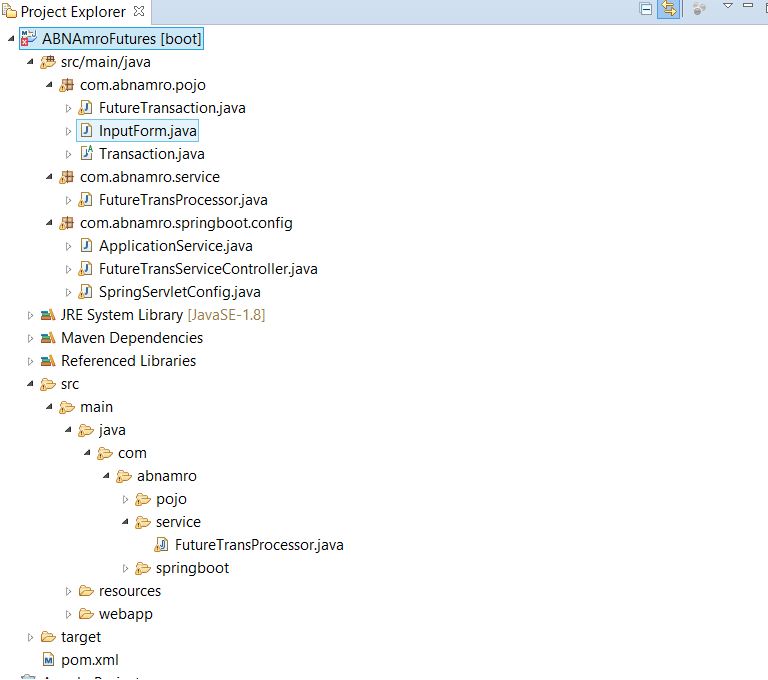 Project Explorer
ABNAmroFutures [boot]
src/main/java
com.abnamro.pojo
FutureTransaction.java
InputForm.java
Transaction.java
com.abnamro.service
FutureTransProcessor.java
com.abnamro.springboot.config
ApplicationService.java
FutureTransServiceController.java
SpringServletConfig.java
JRE System Library [JavaSE-1.8]
Maven Dependencies
Referenced Libraries
src
main
java
com
abnamro
pojo
service
FutureTransProcessor.java
springboot
resources
webapp
target
pom.xml